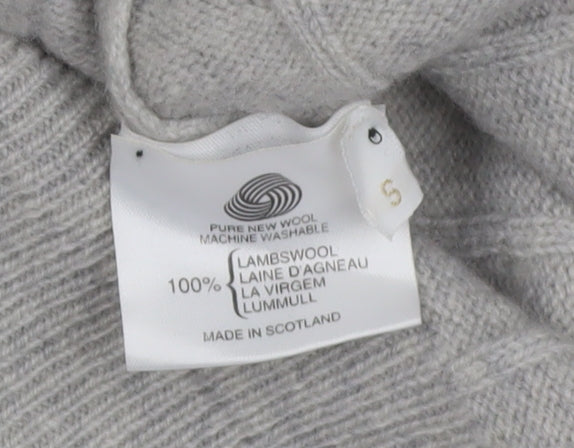 S
PURE NEW WOOL
MACHINE WASHABLE
100%
LAMBSWOOL
LAINE D'AGNEAU
LA VIRGEM
LUMMULL
MADE IN SCOTLAND